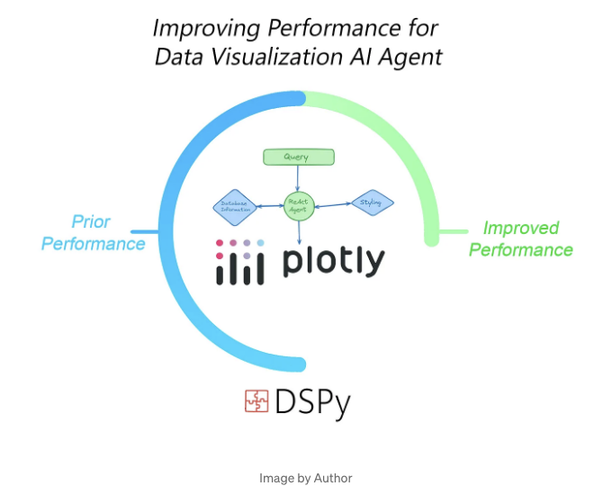 Improving Performance for
Data Visualization AI Agent
Query
Database
Information
ReAct
Agent
Styling
Prior
Performance
Improved
Performance
plotly
DSPy
Image by Author